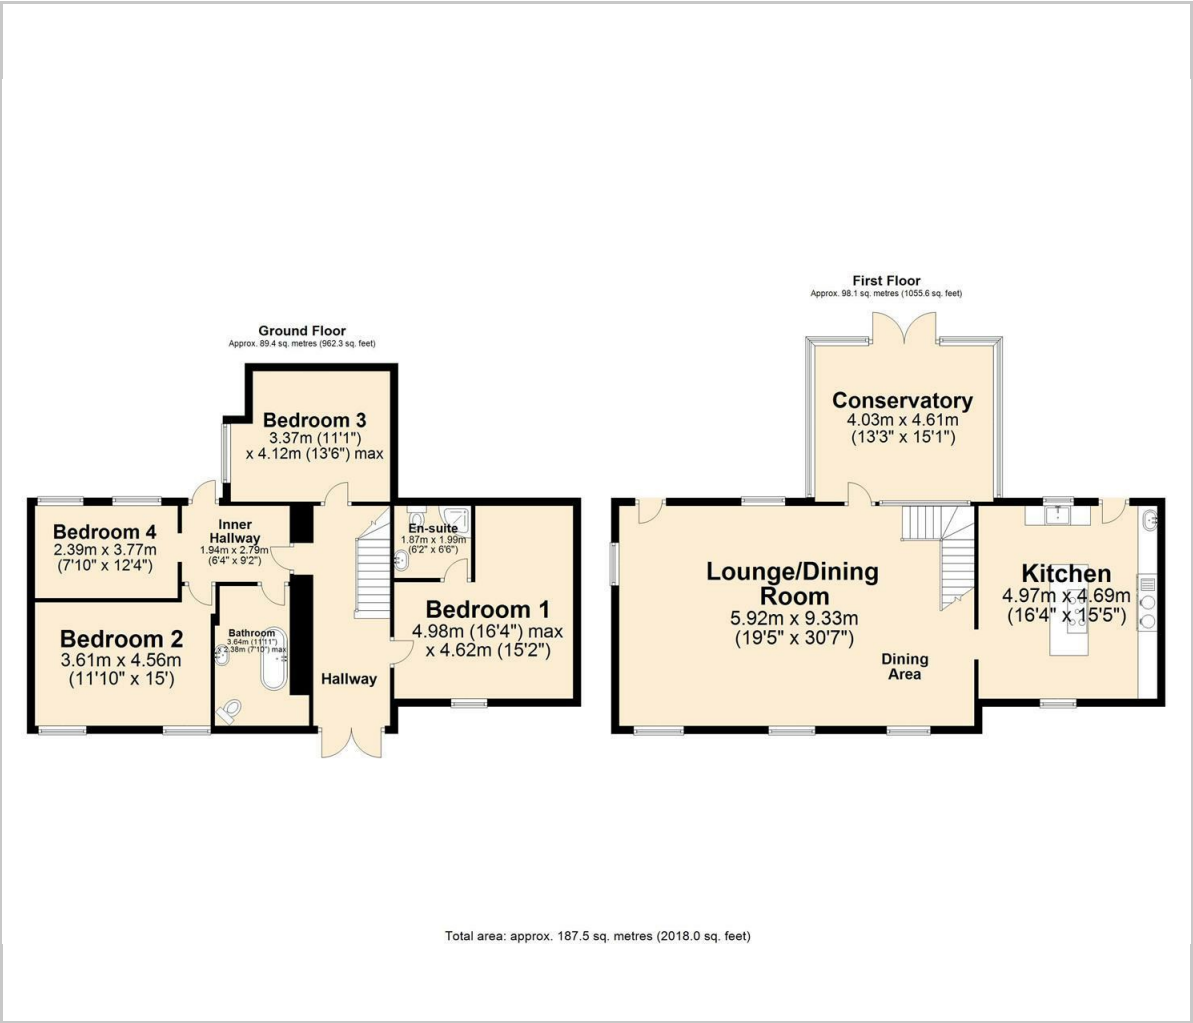 Ground Floor
Approx. 89.4 sq. metres (962.3 sq. feet)
Bedroom 3
3.37m (11'1")
x 4.12m (13'6") max
Bedroom 4
2.39m x 3.77m
(7'10" x 12'4")
Inner
Hallway
1.94m x 2.79m
(6'4" x 9'2")
En-suite
1.87m x 1.99m
(6'2" x 6'6")
Bedroom 1
4.98m (16'4") max
x 4.62m (15'2")
Bedroom 2
3.61m x 4.56m
(11'10" x 15')
Bathroom
3.64m (11'11")
x 2.38m (7'10") max
Hallway
First Floor
Approx. 98.1 sq. metres (1055.6 sq. feet)
Conservatory
4.03m x 4.61m
(13'3" x 15'1")
Lounge/Dining
Room
5.92m x 9.33m
(19'5" x 30'7")
Dining
Area
Kitchen
4.97m x 4.69m
(16'4" x 15'5")
Total area: approx. 187.5 sq. metres (2018.0 sq. feet)